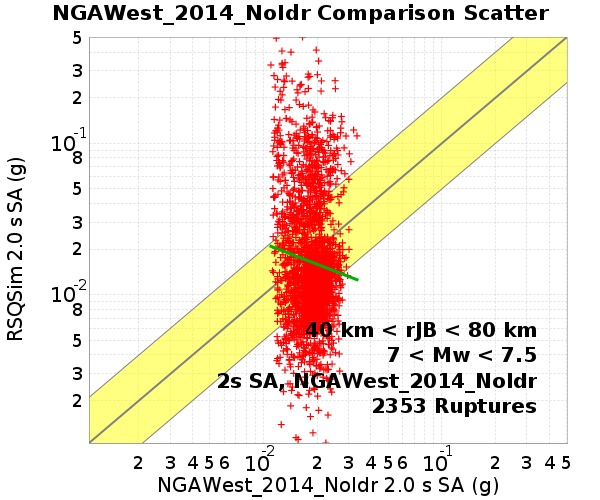 NGAWest_2014_NoIdr Comparison Scatter
RSQSim 2.0 s SA (g)
5
3
2
10-1
8
5
3
2
10-2
8
5
3
2
40 km < rJB < 80 km
7 < Mw < 7.5
2s SA, NGAWest_2014_NoIdr
2353 Ruptures
2 3 4 5 6 10-2 2 3 4 5 6 10-1 2 3 4 5
NGAWest_2014_NoIdr 2.0 s SA (g)